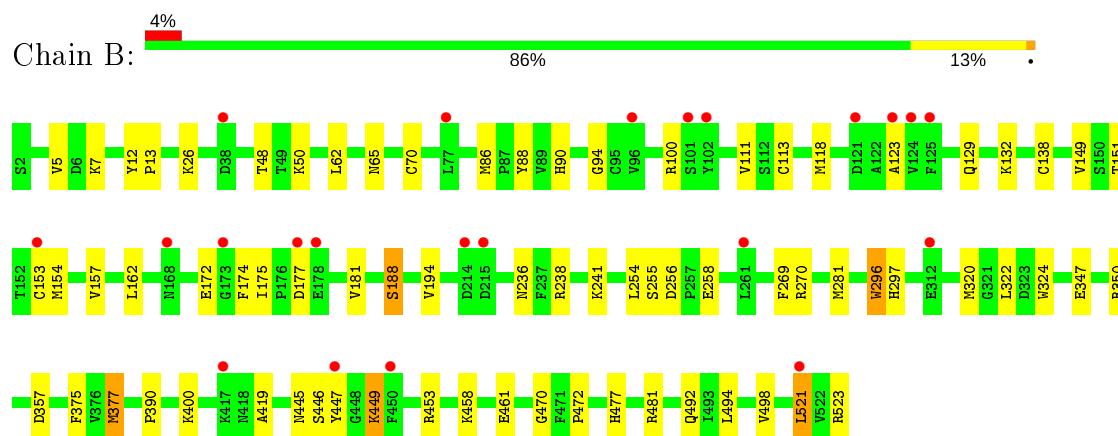 4%
Chain B:
86% 13% •
S2 V5 D6 K7 Y12 P13 K26 D38 T48 T49 K50 L62 N65 C70 L77 M86 P87 Y88 V89 H90 G94 C95 V96 R100 S101 Y102 V111 S112 C113 M118 D121 A122 A123 V124 F125 Q129 K132 C138 V149 S150 T151
T152 C153 M154 V157 L162 N168 E172 G173 F174 I175 P176 D177 E178 V181 S188 V194 D214 D215 N236 F237 R238 K241 L254 S255 D256 P257 E258 L261 F269 R270 M281 W296 H297 E312 M320 G321 L322 D323 W324 E347
D357 F375 V376 M377 P390 K400 K417 N418 A419 N445 S446 Y447 G448 K449 F450 R453 K458 E461 G470 F471 P472 H477 R481 Q492 I493 L494 V498 L521 V522 R523